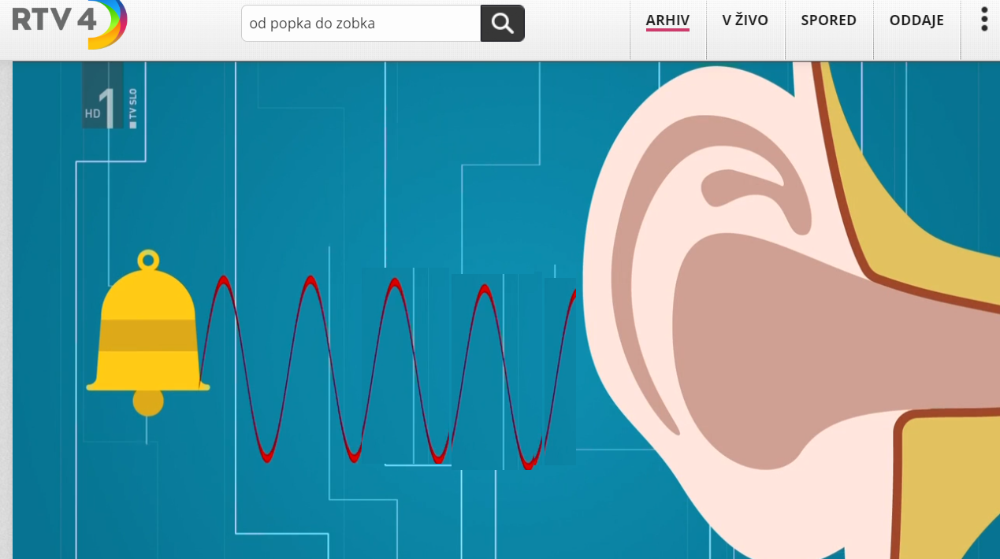 RTV 4
od popka do zobka
ARHIV
V ŽIVO
SPORED
ODDAJE
HD 1
TV SLO